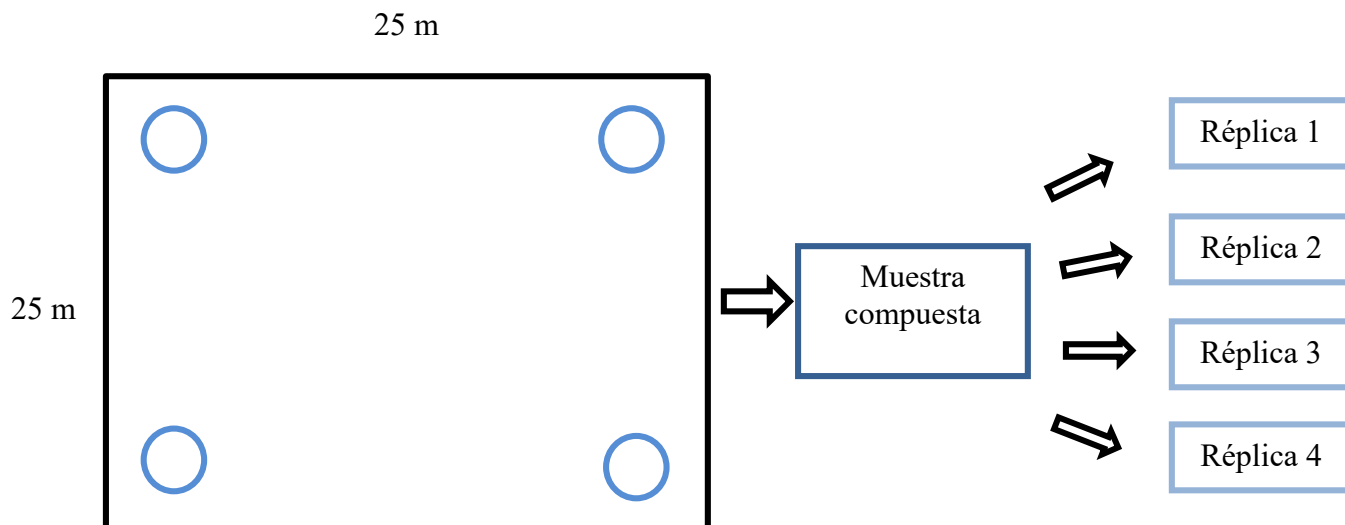 25 m
25 m
Muestra
compuesta
Réplica 1
Réplica 2
Réplica 3
Réplica 4